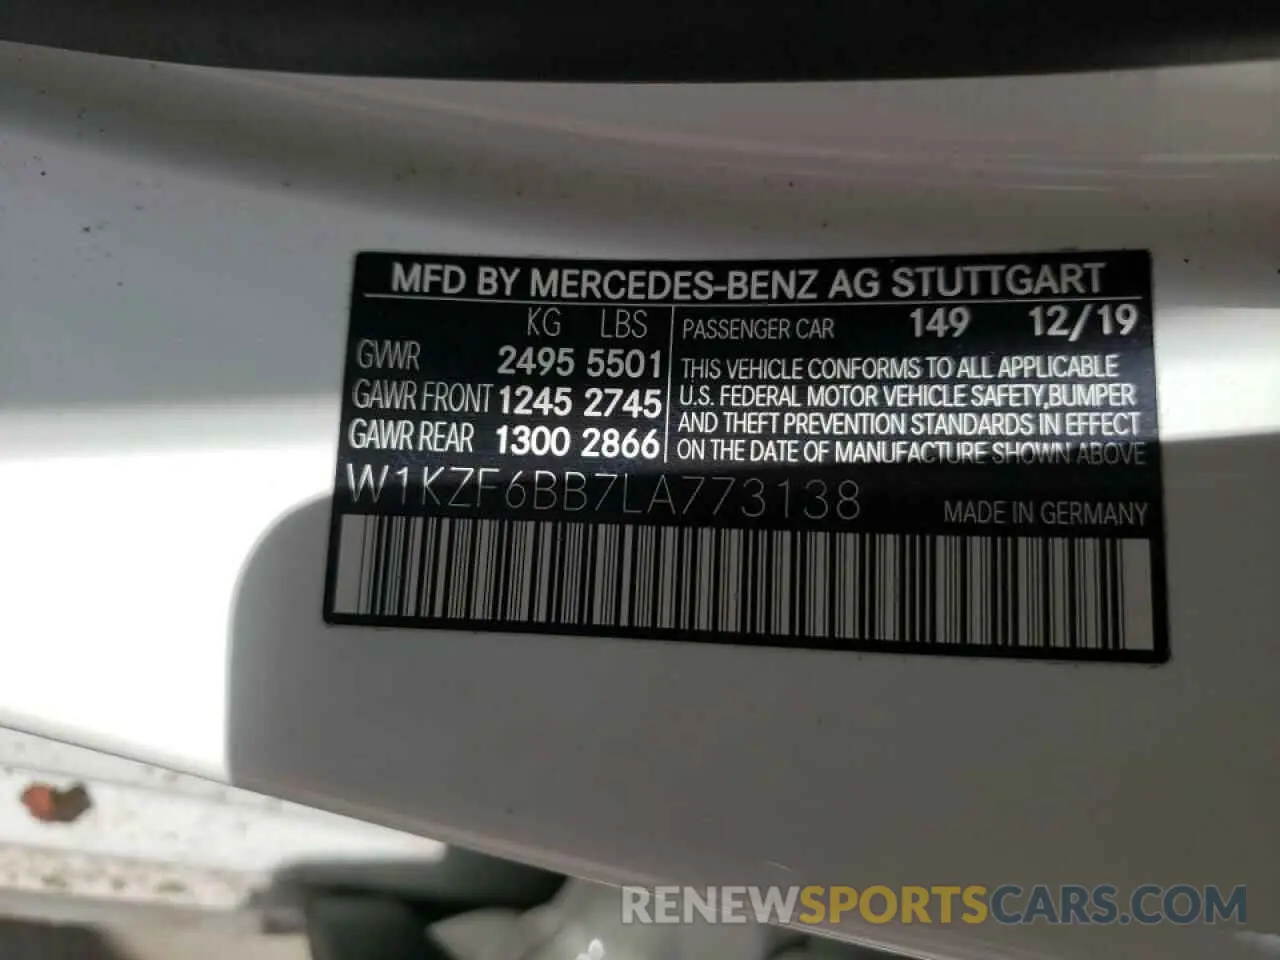 MFD BY MERCEDES-BENZ AG STUTTGART
KG LBS
GVWR 2495 5501
GAWR FRONT 1245 2745
GAWR REAR 1300 2866
PASSENGER CAR 149 12/19
THIS VEHICLE CONFORMS TO ALL APPLICABLE
U.S. FEDERAL MOTOR VEHICLE SAFETY,BUMPER
AND THEFT PREVENTION STANDARDS IN EFFECT
ON THE DATE OF MANUFACTURE SHOWN ABOVE
W1KZF6BB7LA773138
MADE IN GERMANY
RENEWSPORTSCARS.COM